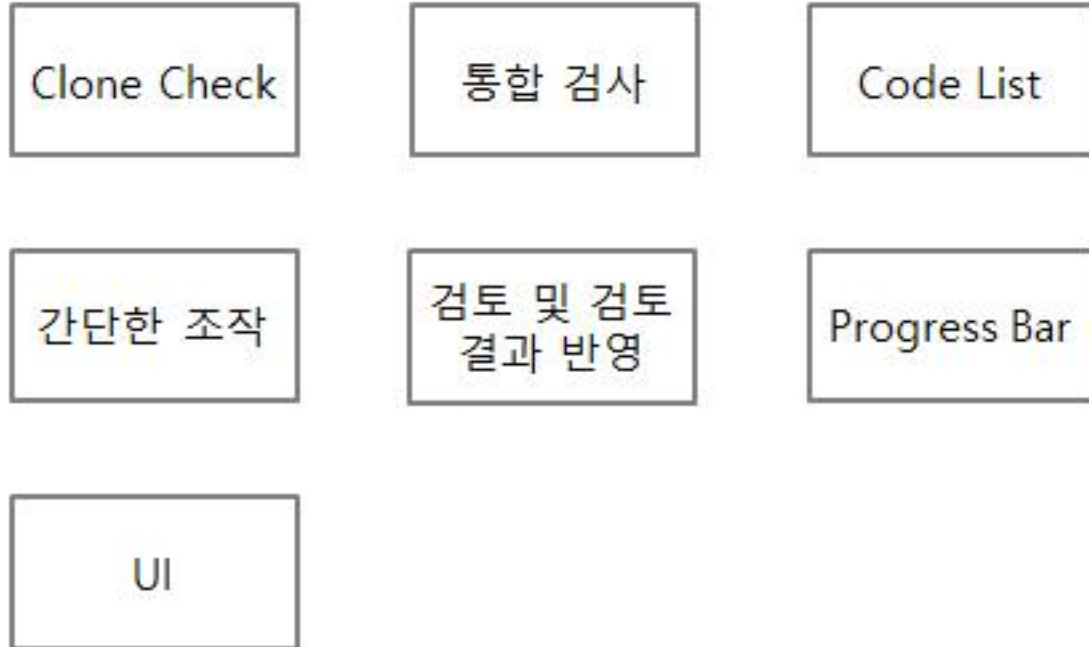 Clone Check
통합 검사
Code List
간단한 조작
검토 및 검토
결과 반영
Progress Bar
UI